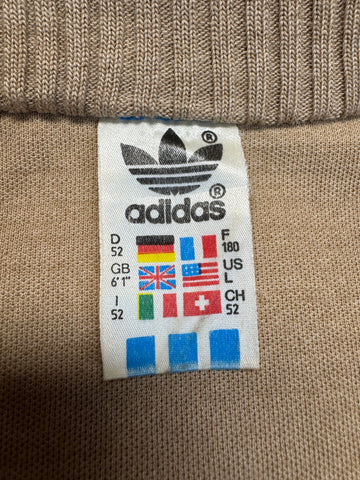 ®
®
adidas
D F
52 180
GB US
6'1" L
I CH
52 52